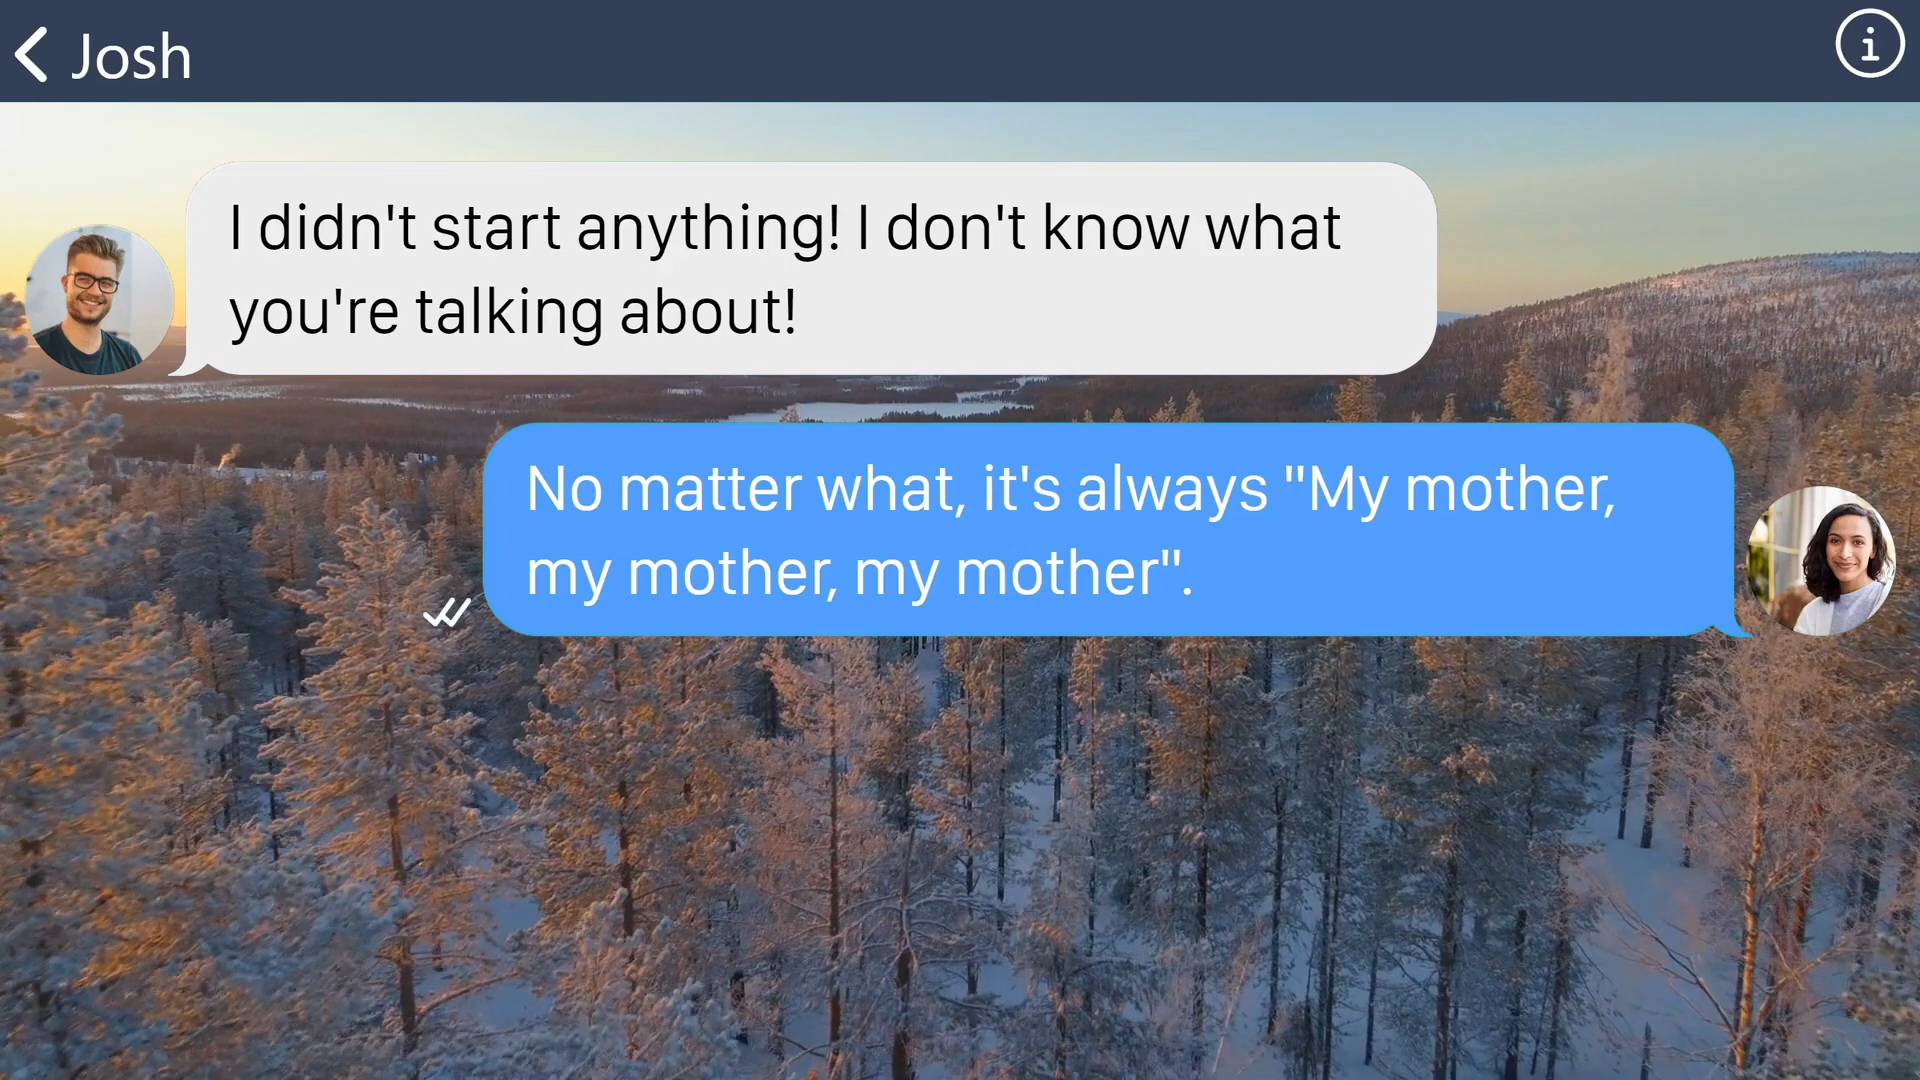 Josh
I didn't start anything! I don't know what
you're talking about!
No matter what, it's always "My mother,
my mother, my mother".